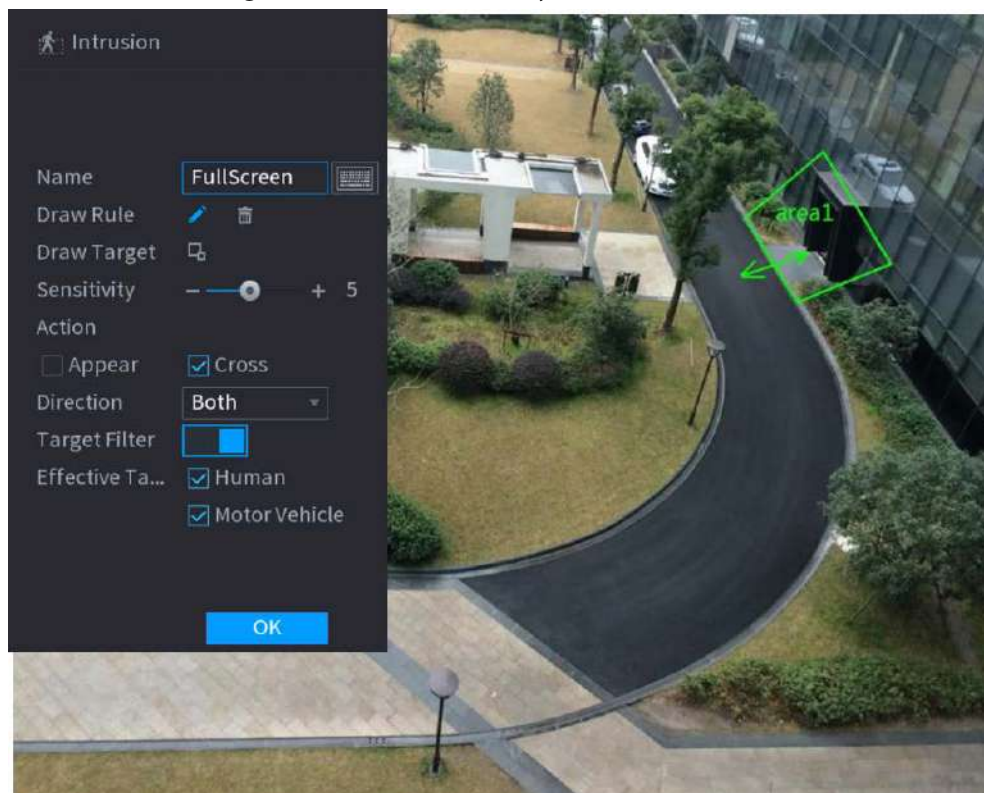 Intrusion
Name FullScreen
Draw Rule
Draw Target
Sensitivity - + 5
Action
Appear Cross
Direction Both
Target Filter
Effective Ta... Human
Motor Vehicle
OK
area1